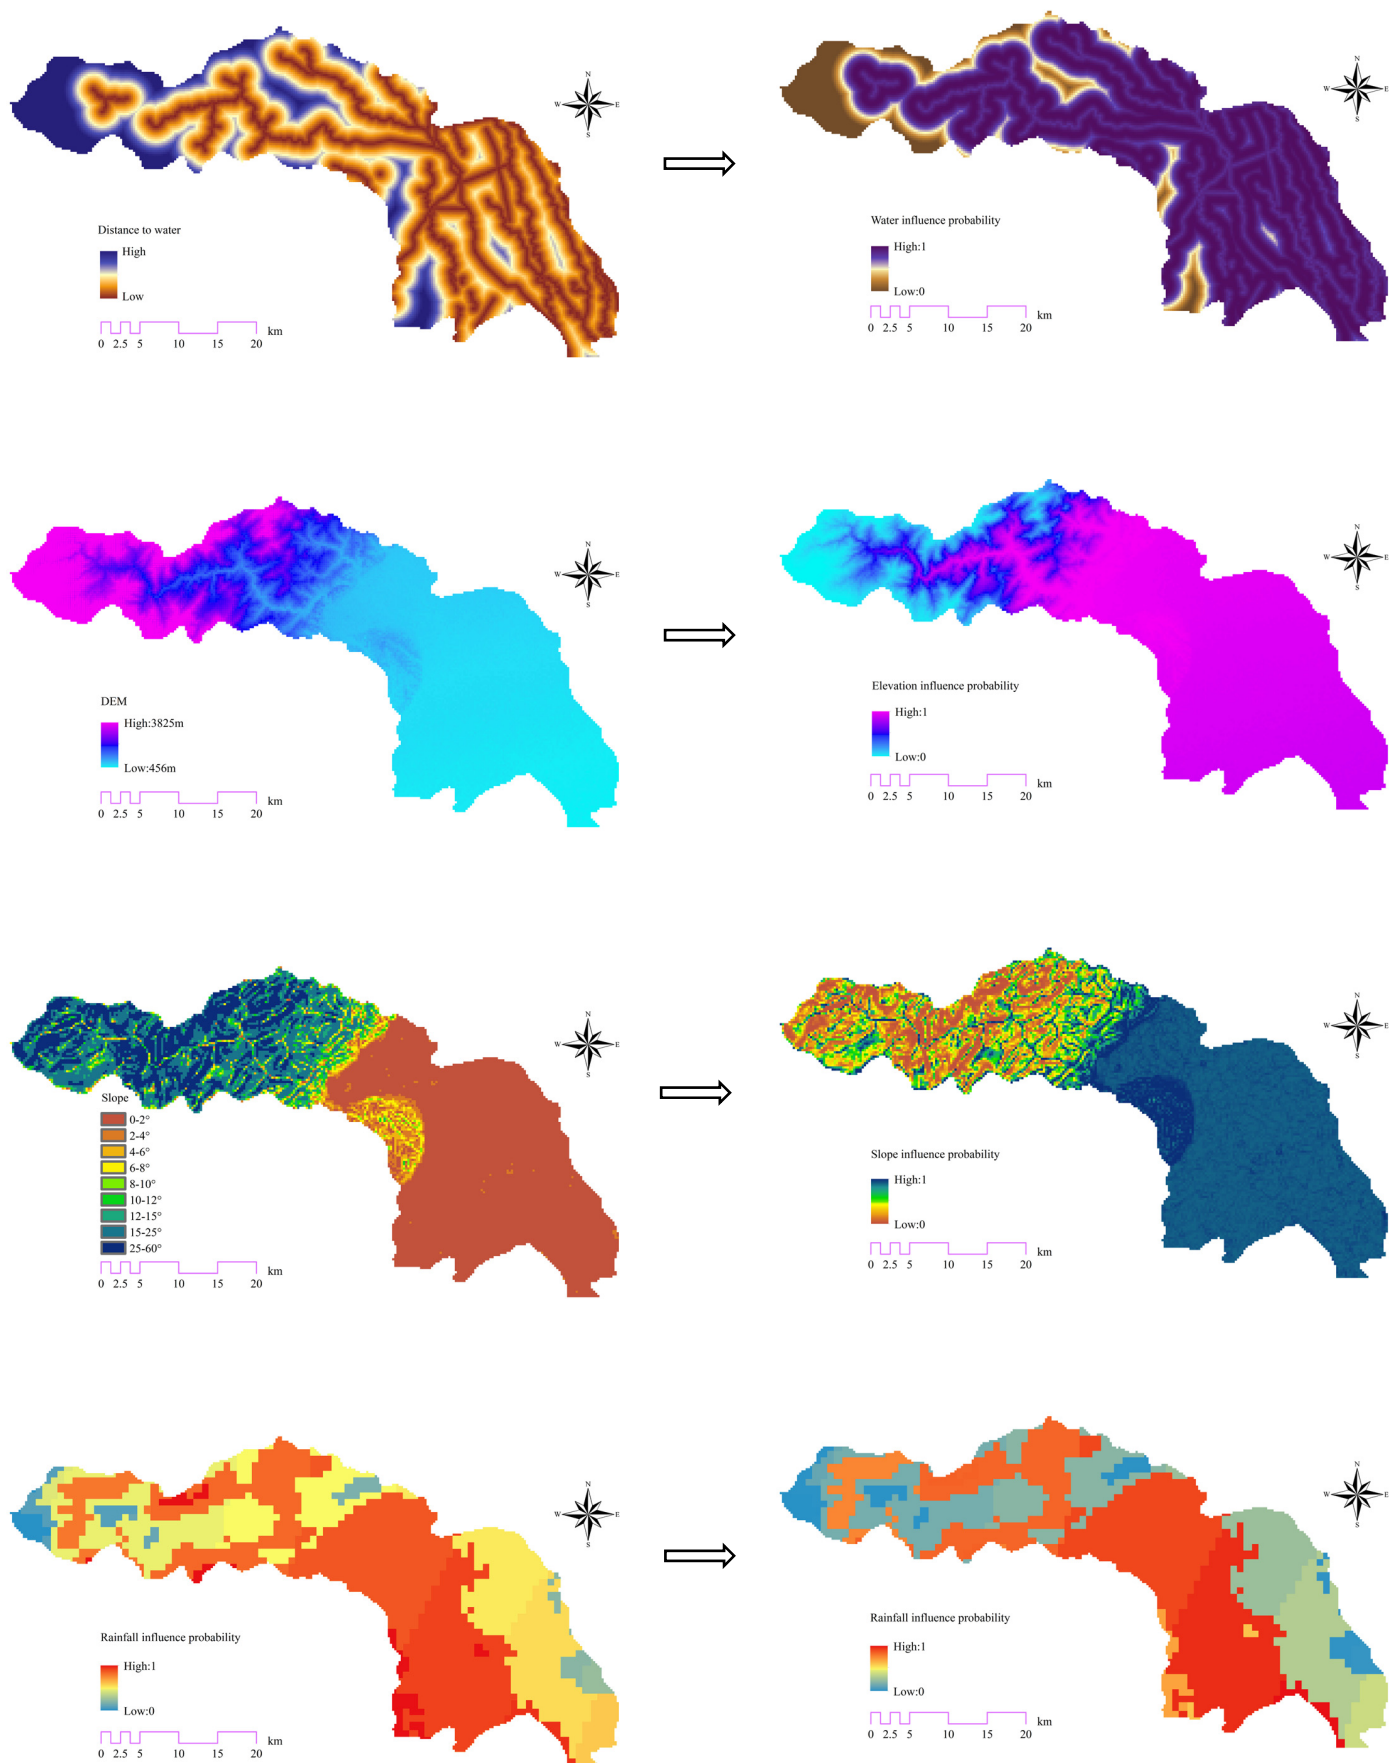 N
W E
S
Distance to water
High
Low
km
0 2.5 5 10 15 20
N
W E
S
Water influence probability
High:1
Low:0
km
0 2.5 5 10 15 20
N
W E
S
DEM
High:3825m
Low:456m
km
0 2.5 5 10 15 20
N
W E
S
Elevation influence probability
High:1
Low:0
km
0 2.5 5 10 15 20
N
W E
S
Slope
0-2°
2-4°
4-6°
6-8°
8-10°
10-12°
12-15°
15-25°
25-60°
km
0 2.5 5 10 15 20
N
W E
S
Slope influence probability
High:1
Low:0
km
0 2.5 5 10 15 20
N
W E
S
Rainfall influence probability
High:1
Low:0
km
0 2.5 5 10 15 20
N
W E
S
Rainfall influence probability
High:1
Low:0
km
0 2.5 5 10 15 20